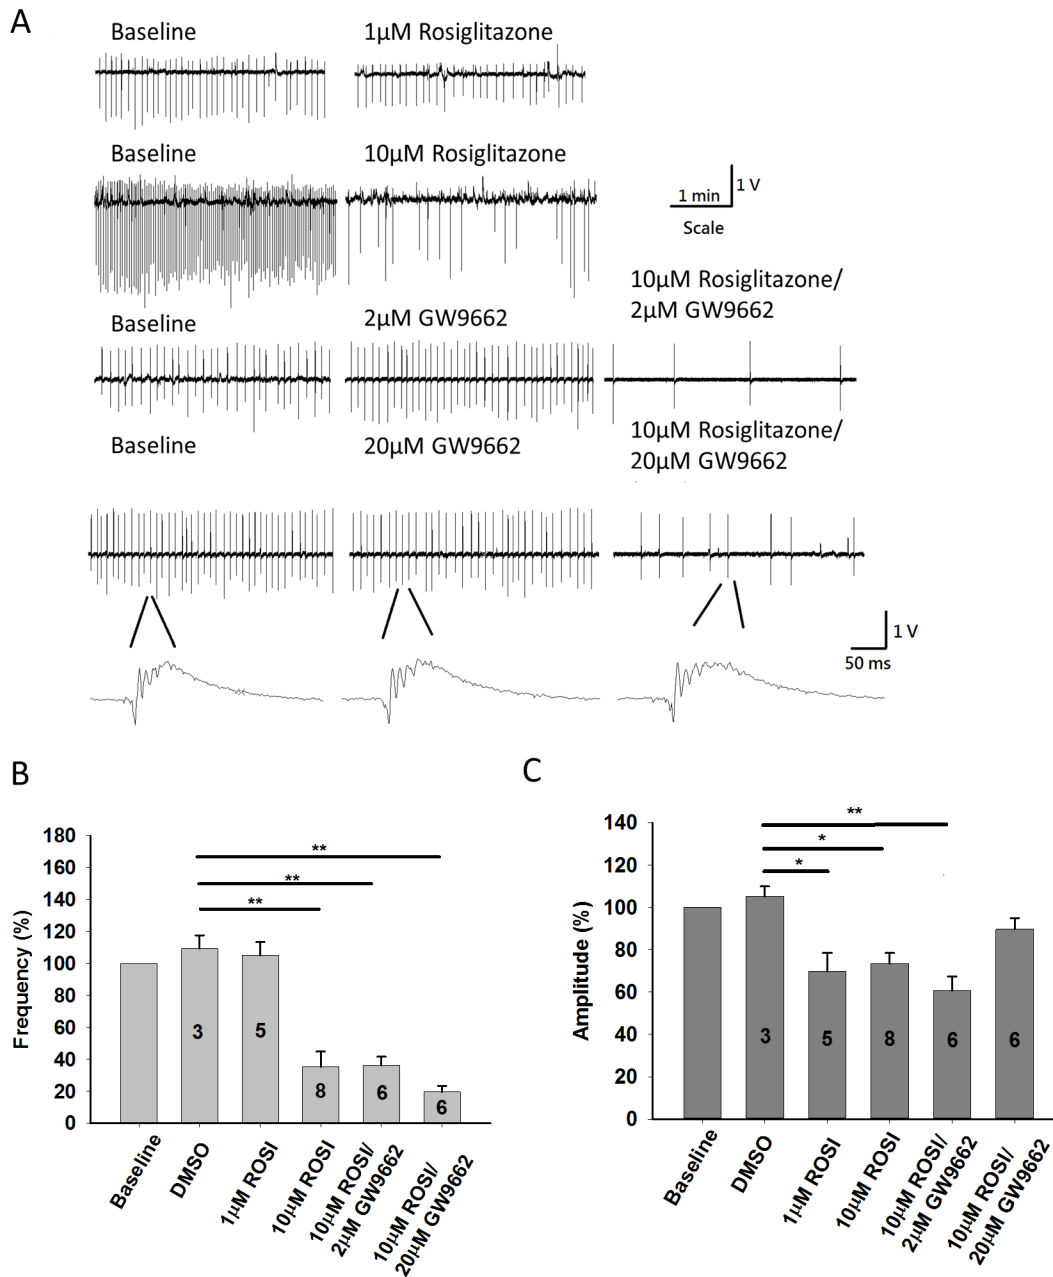 A
Baseline
1µM Rosiglitazone
Baseline
10µM Rosiglitazone
1 min
1 V
Scale
10µM Rosiglitazone/
2µM GW9662
Baseline
2µM GW9662
Baseline
20µM GW9662
10µM Rosiglitazone/
20µM GW9662
1 V
50 ms
B
Frequency (%)
180
160
140
120
100
80
60
40
20
0
**
**
**
3
5
8
6
6
Baseline
DMSO
1µM ROSI
10µM ROSI
10µM ROSI/
2µM GW9662
10µM ROSI/
20µM GW9662
C
Amplitude (%)
140
120
100
80
60
40
20
0
**
*
*
3
5
8
6
6
Baseline
DMSO
1µM ROSI
10µM ROSI
10µM ROSI/
2µM GW9662
10µM ROSI/
20µM GW9662